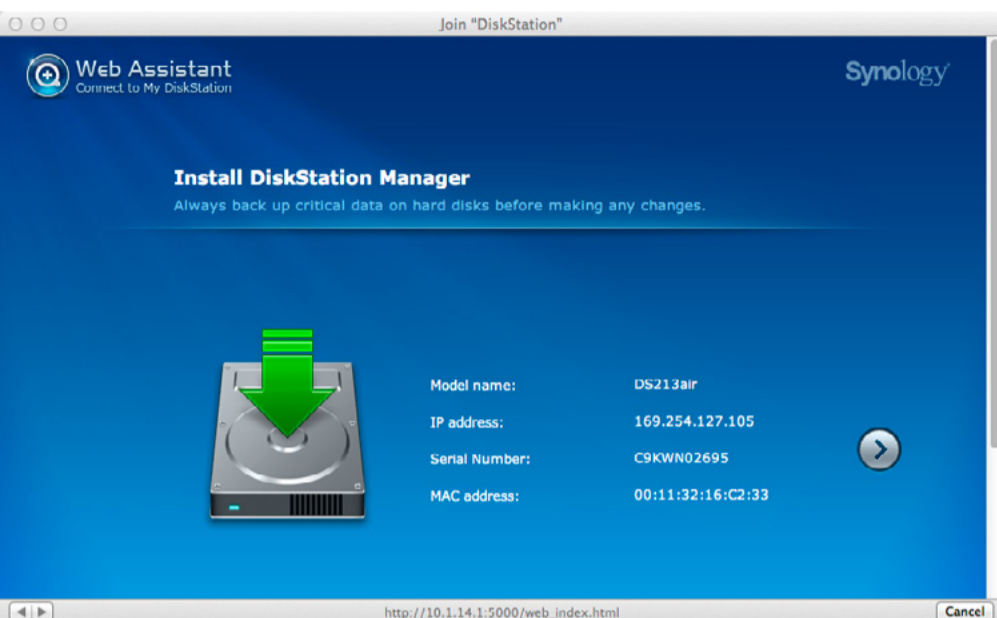 Join "DiskStation"
Web Assistant
Connect to My DiskStation
Synology
Install DiskStation Manager
Always back up critical data on hard disks before making any changes.
Model name: DS213air
IP address: 169.254.127.105
Serial Number: C9KWN02695
MAC address: 00:11:32:16:C2:33
http://10.1.14.1:5000/web_index.html
Cancel